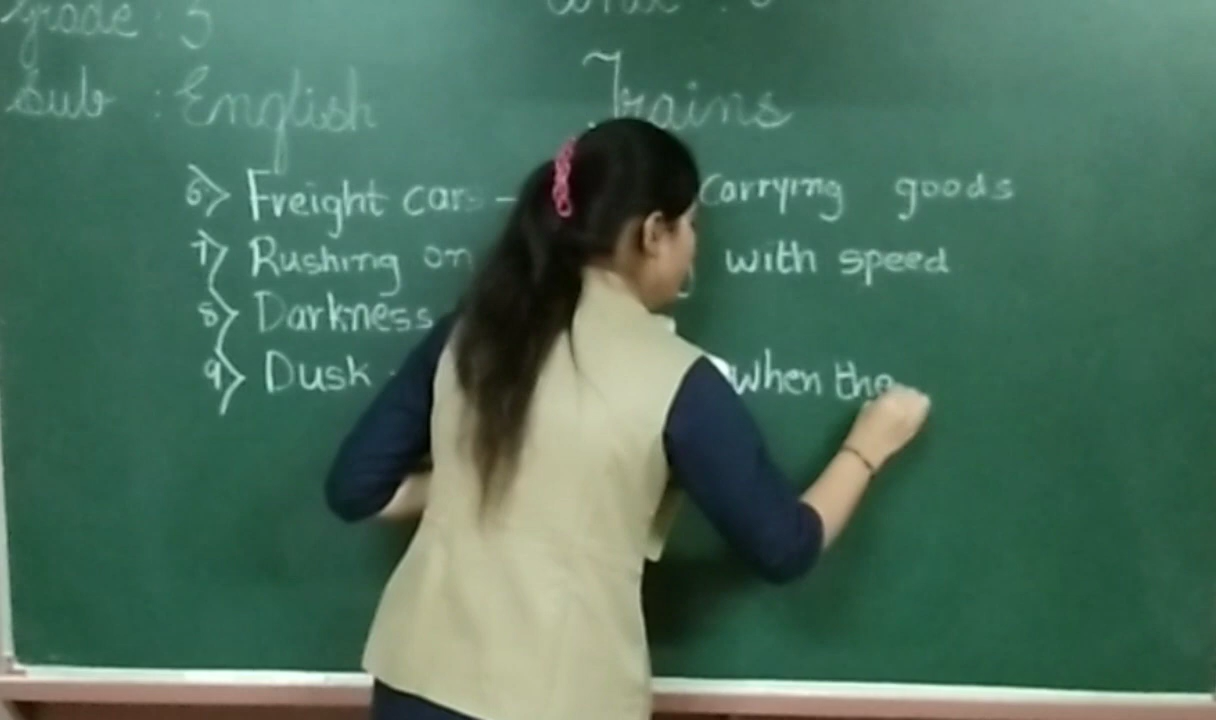 Grade : 5
Sub : English Trains
6> Freight cars - carrying goods
7> Rushing on with speed
8> Darkness
9> Dusk - when the